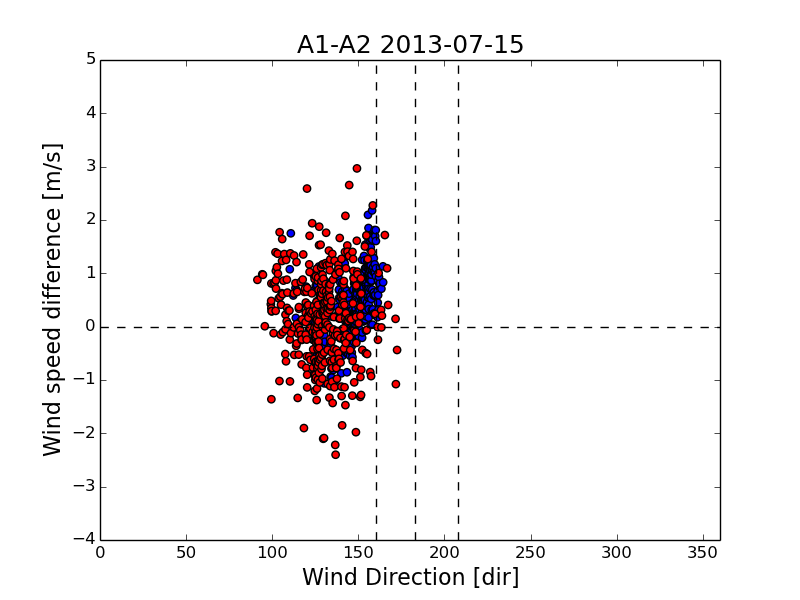 A1-A2 2013-07-15
5
4
3
2
1
0
−1
−2
−3
−4
Wind speed difference [m/s]
0 50 100 150 200 250 300 350
Wind Direction [dir]